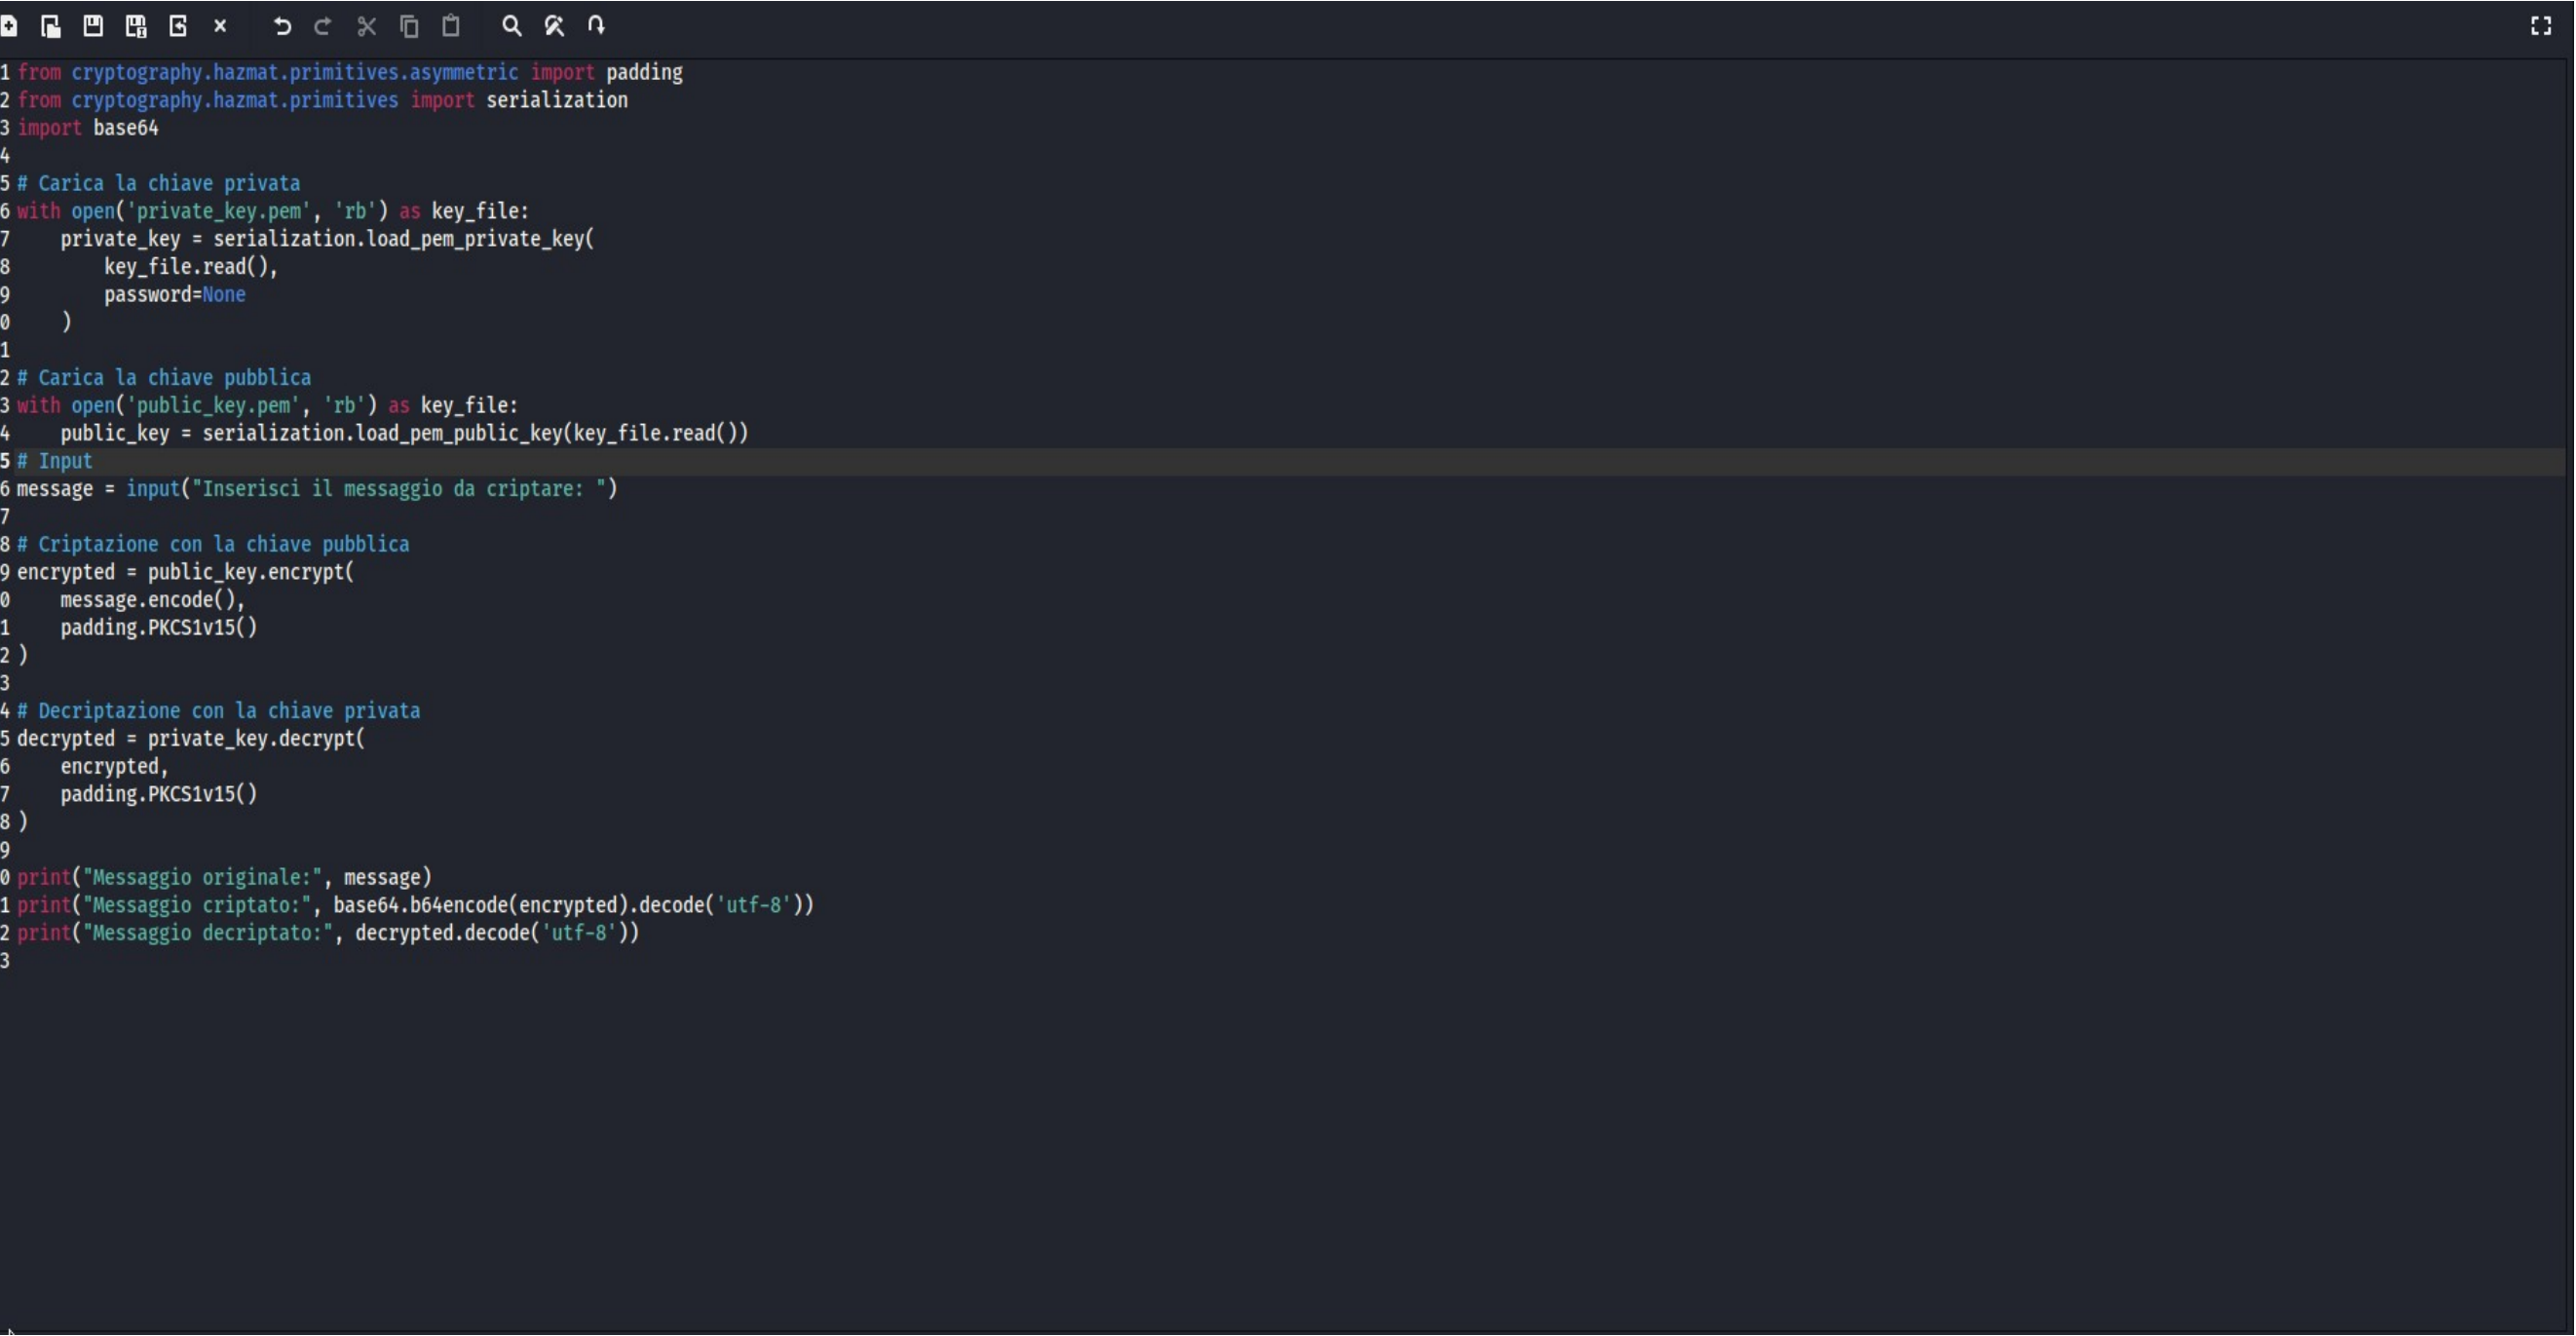 1 from cryptography.hazmat.primitives.asymmetric import padding
2 from cryptography.hazmat.primitives import serialization
3 import base64
4
5 # Carica la chiave privata
6 with open('private_key.pem', 'rb') as key_file:
7     private_key = serialization.load_pem_private_key(
8         key_file.read(),
9         password=None
0     )
1
2 # Carica la chiave pubblica
3 with open('public_key.pem', 'rb') as key_file:
4     public_key = serialization.load_pem_public_key(key_file.read())
5 # Input
6 message = input("Inserisci il messaggio da criptare: ")
7
8 # Criptazione con la chiave pubblica
9 encrypted = public_key.encrypt(
0     message.encode(),
1     padding.PKCS1v15()
2 )
3
4 # Decriptazione con la chiave privata
5 decrypted = private_key.decrypt(
6     encrypted,
7     padding.PKCS1v15()
8 )
9
0 print("Messaggio originale:", message)
1 print("Messaggio criptato:", base64.b64encode(encrypted).decode('utf-8'))
2 print("Messaggio decriptato:", decrypted.decode('utf-8'))
3